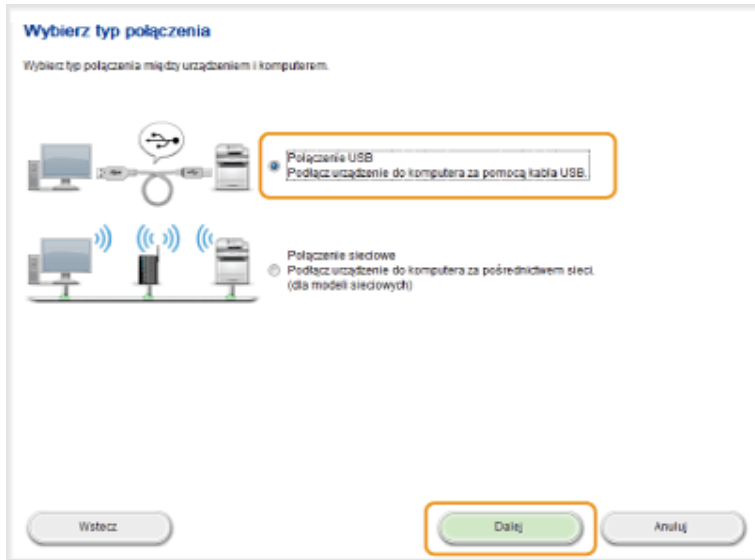 Wybierz typ połączenia
Wybierz typ połączenia między urządzeniem i komputerem.
Połączenie USB
Podłącz urządzenie do komputera za pomocą kabla USB.
Połączenie sieciowe
Podłącz urządzenie do komputera za pośrednictwem sieci.
(dla modeli sieciowych)
Wstecz
Dalej
Anuluj